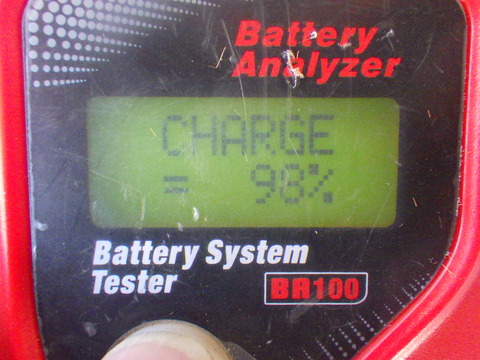 Battery
Analyzer
CHARGE
= 98%
Battery System
Tester
BA100